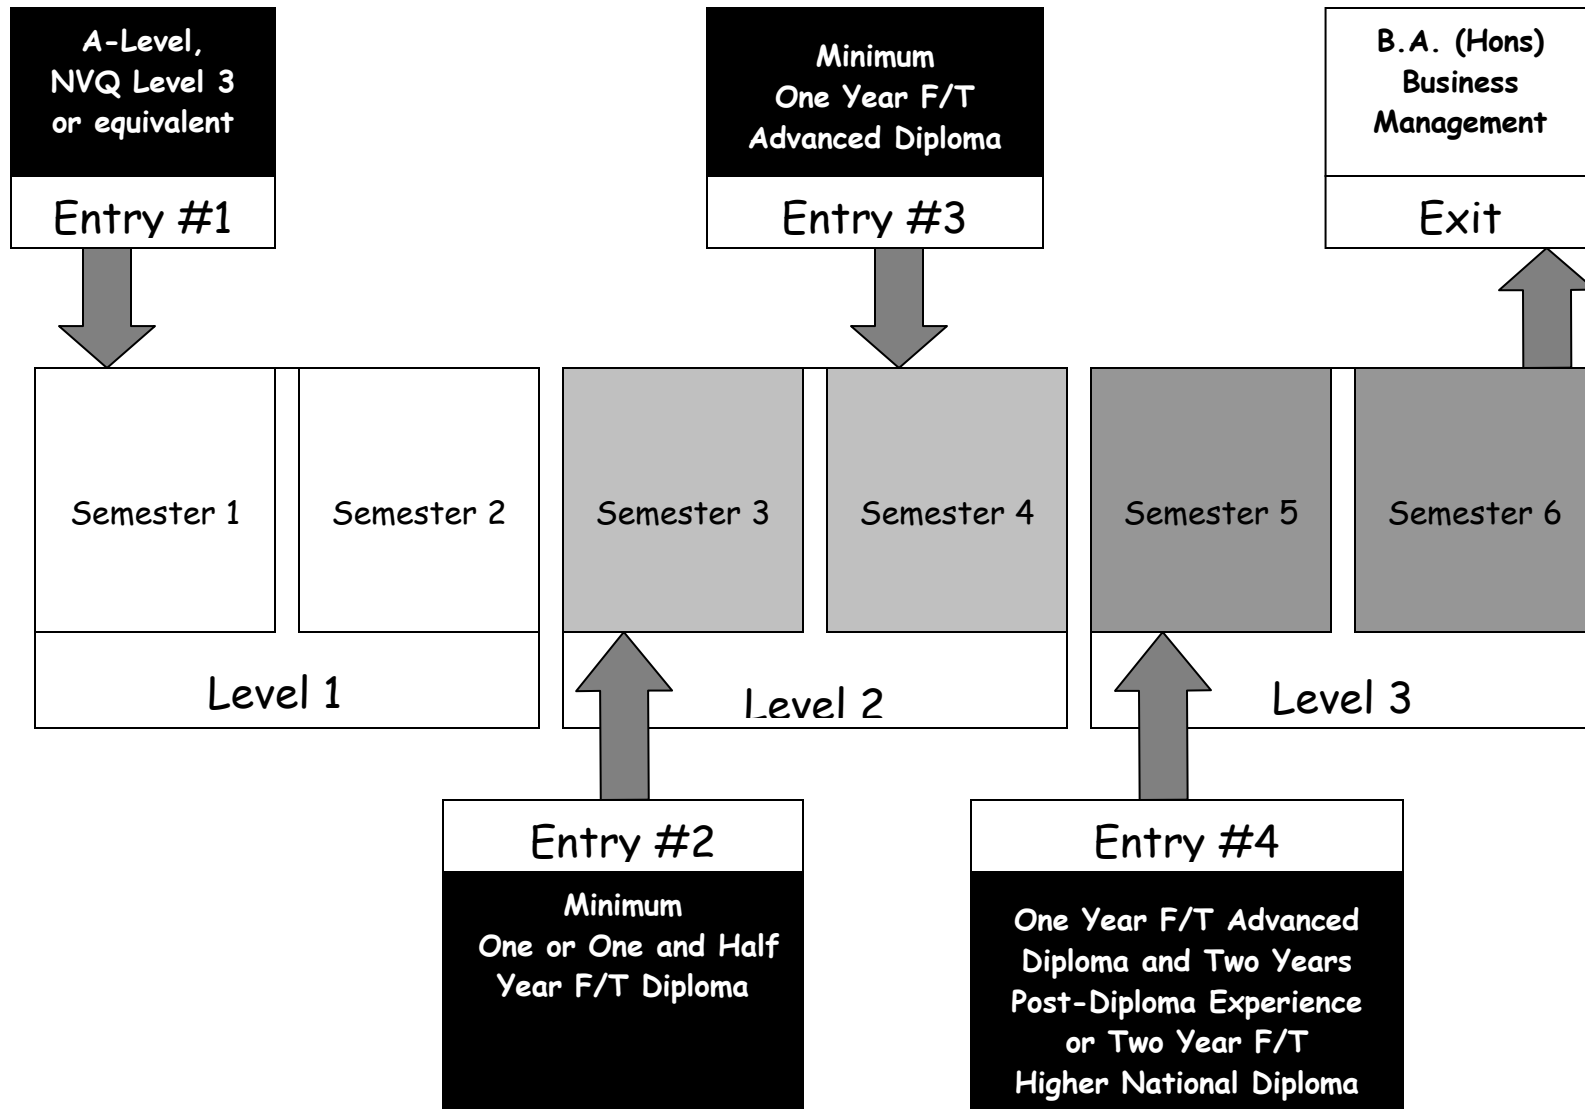 A-Level,
NVQ Level 3
or equivalent
Entry #1
Minimum
One Year F/T
Advanced Diploma
Entry #3
B.A. (Hons)
Business
Management
Exit
Semester 1
Semester 2
Semester 3
Semester 4
Semester 5
Semester 6
Level 1
Level 2
Level 3
Entry #2
Minimum
One or One and Half
Year F/T Diploma
Entry #4
One Year F/T Advanced
Diploma and Two Years
Post-Diploma Experience
or Two Year F/T
Higher National Diploma